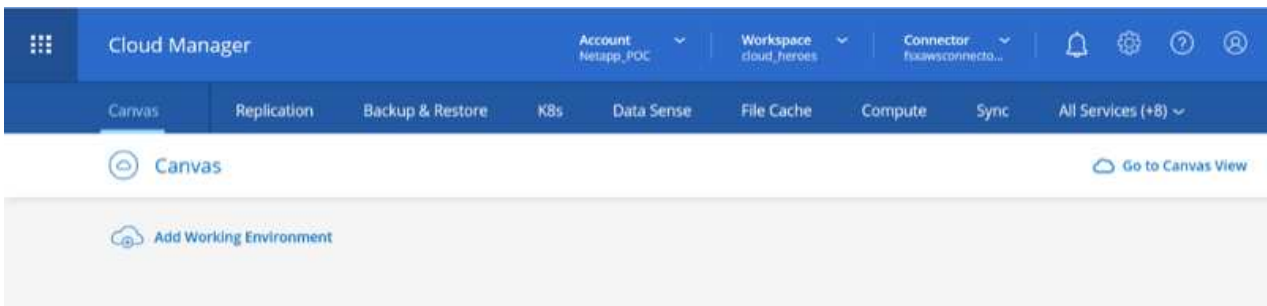 Cloud Manager
Account
Netapp_POC
Workspace
cloud_heroes
Connector
fsxawsconnecto...
Canvas
Replication
Backup & Restore
K8s
Data Sense
File Cache
Compute
Sync
All Services (+8)
Canvas
Go to Canvas View
Add Working Environment